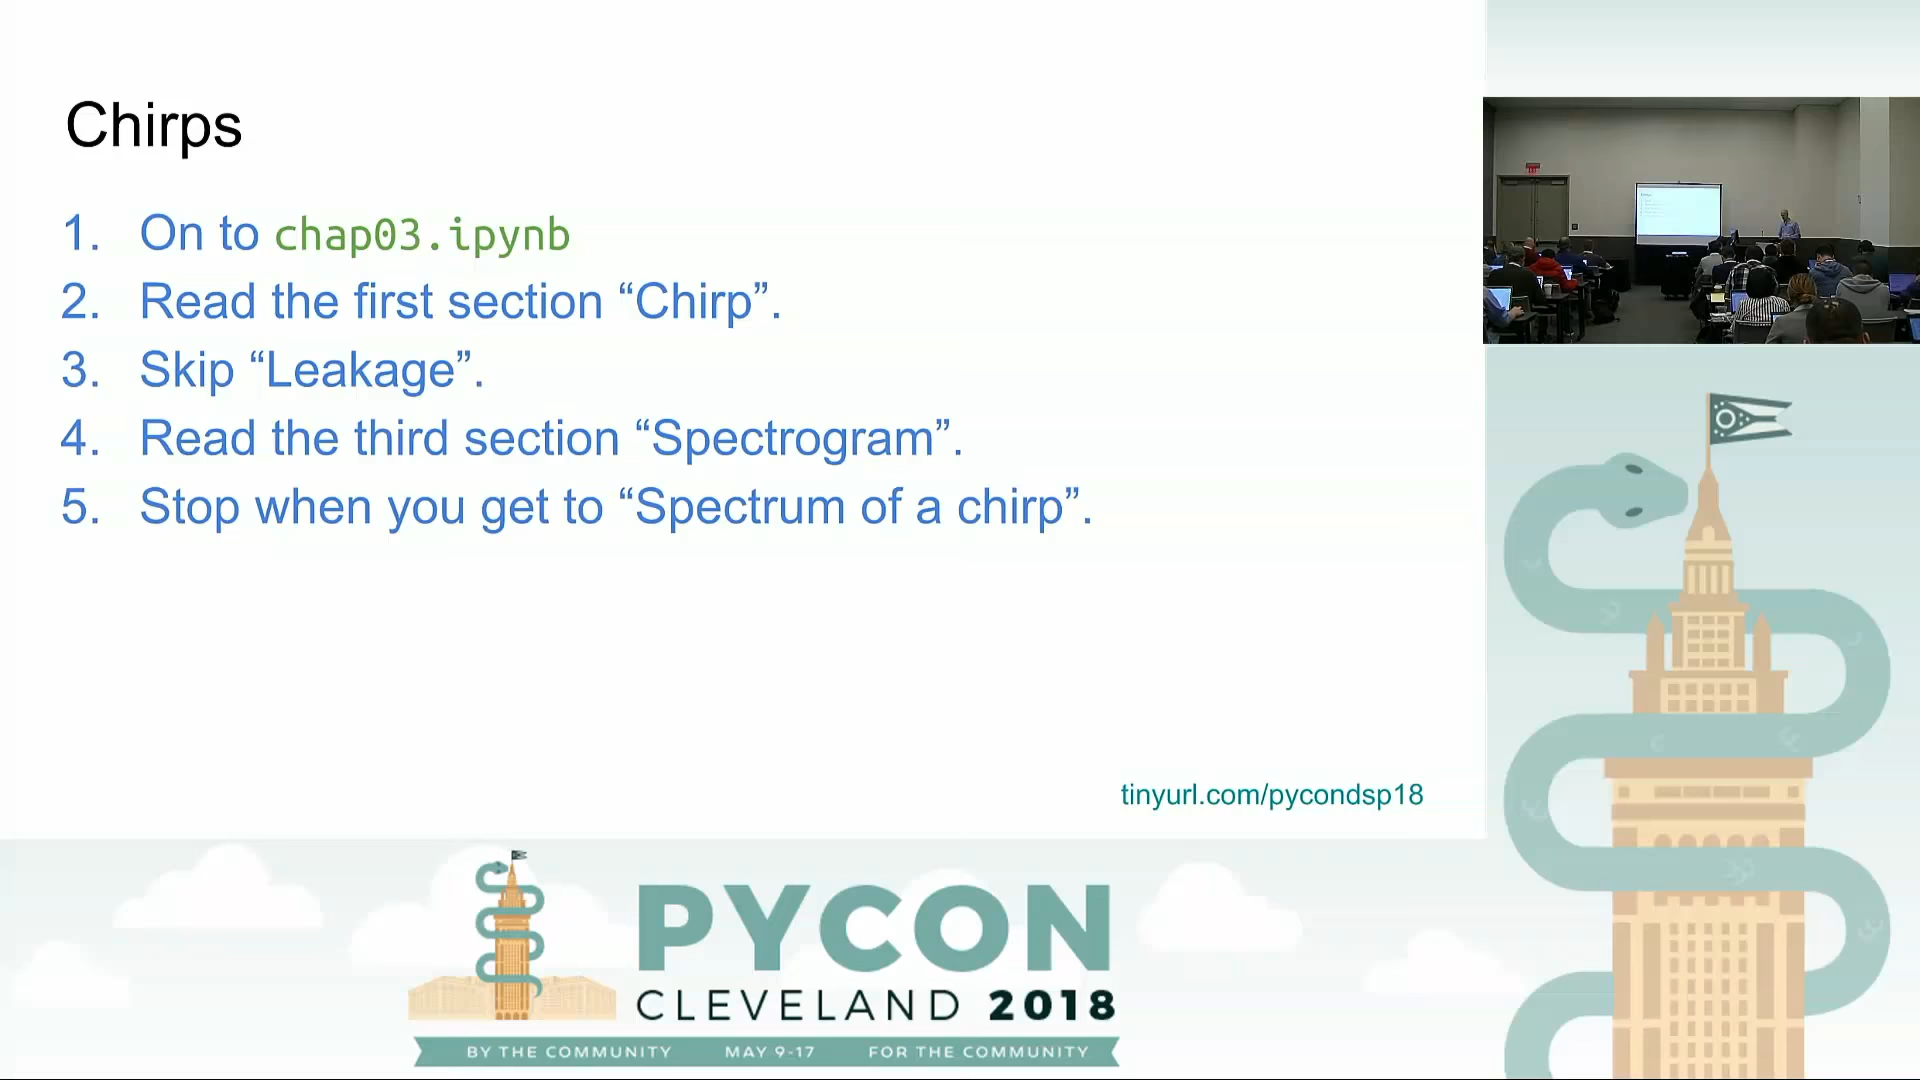 Chirps
1. On to chap03.ipynb
2. Read the first section “Chirp”.
3. Skip “Leakage”.
4. Read the third section “Spectrogram”.
5. Stop when you get to “Spectrum of a chirp”.
tinyurl.com/pycondsp18
PYCON
CLEVELAND 2018
BY THE COMMUNITY MAY 9-17 FOR THE COMMUNITY